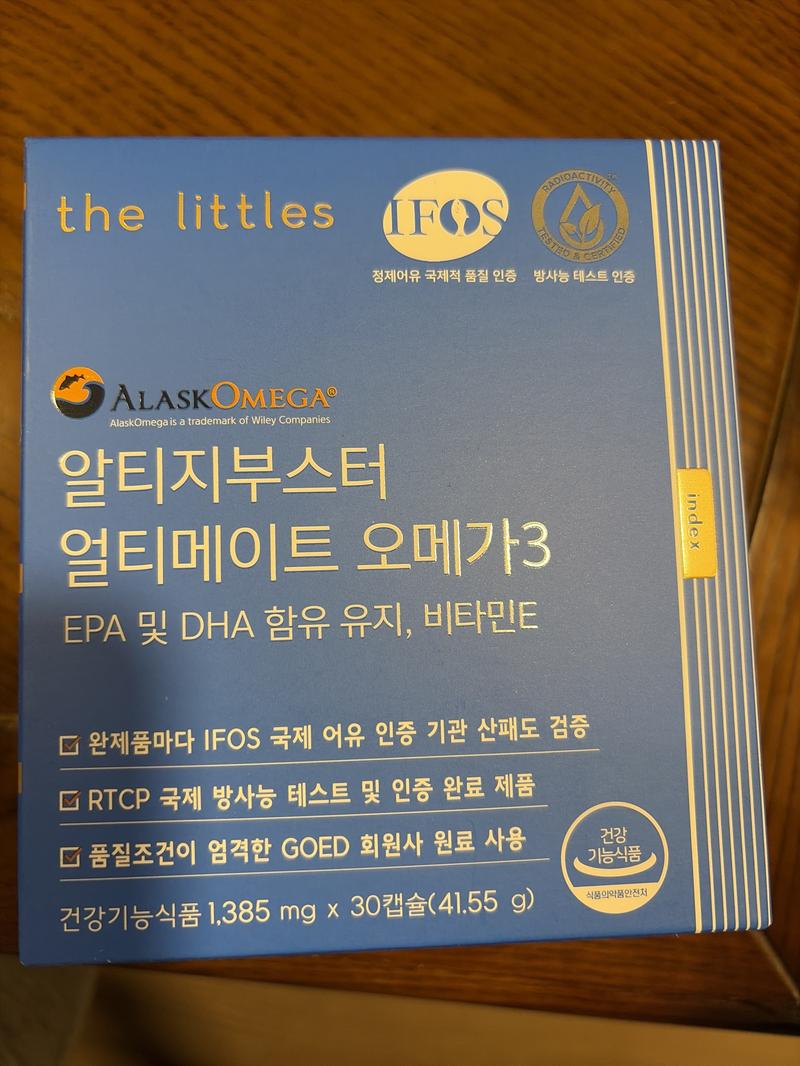 the littles
IFOS
정제어유 국제적 품질 인증
RADIOACTIVITY
TESTED & CERTIFIED
방사능 테스트 인증
ALASKOMEGA®
AlaskOmega is a trademark of Wiley Companies
알티지부스터
얼티메이트 오메가3
EPA 및 DHA 함유 유지, 비타민E
index
완제품마다 IFOS 국제 어유 인증 기관 산패도 검증
RTCP 국제 방사능 테스트 및 인증 완료 제품
품질조건이 엄격한 GOED 회원사 원료 사용
건강
기능식품
식품의약품안전처
건강기능식품 1,385 mg x 30캡슐(41.55 g)